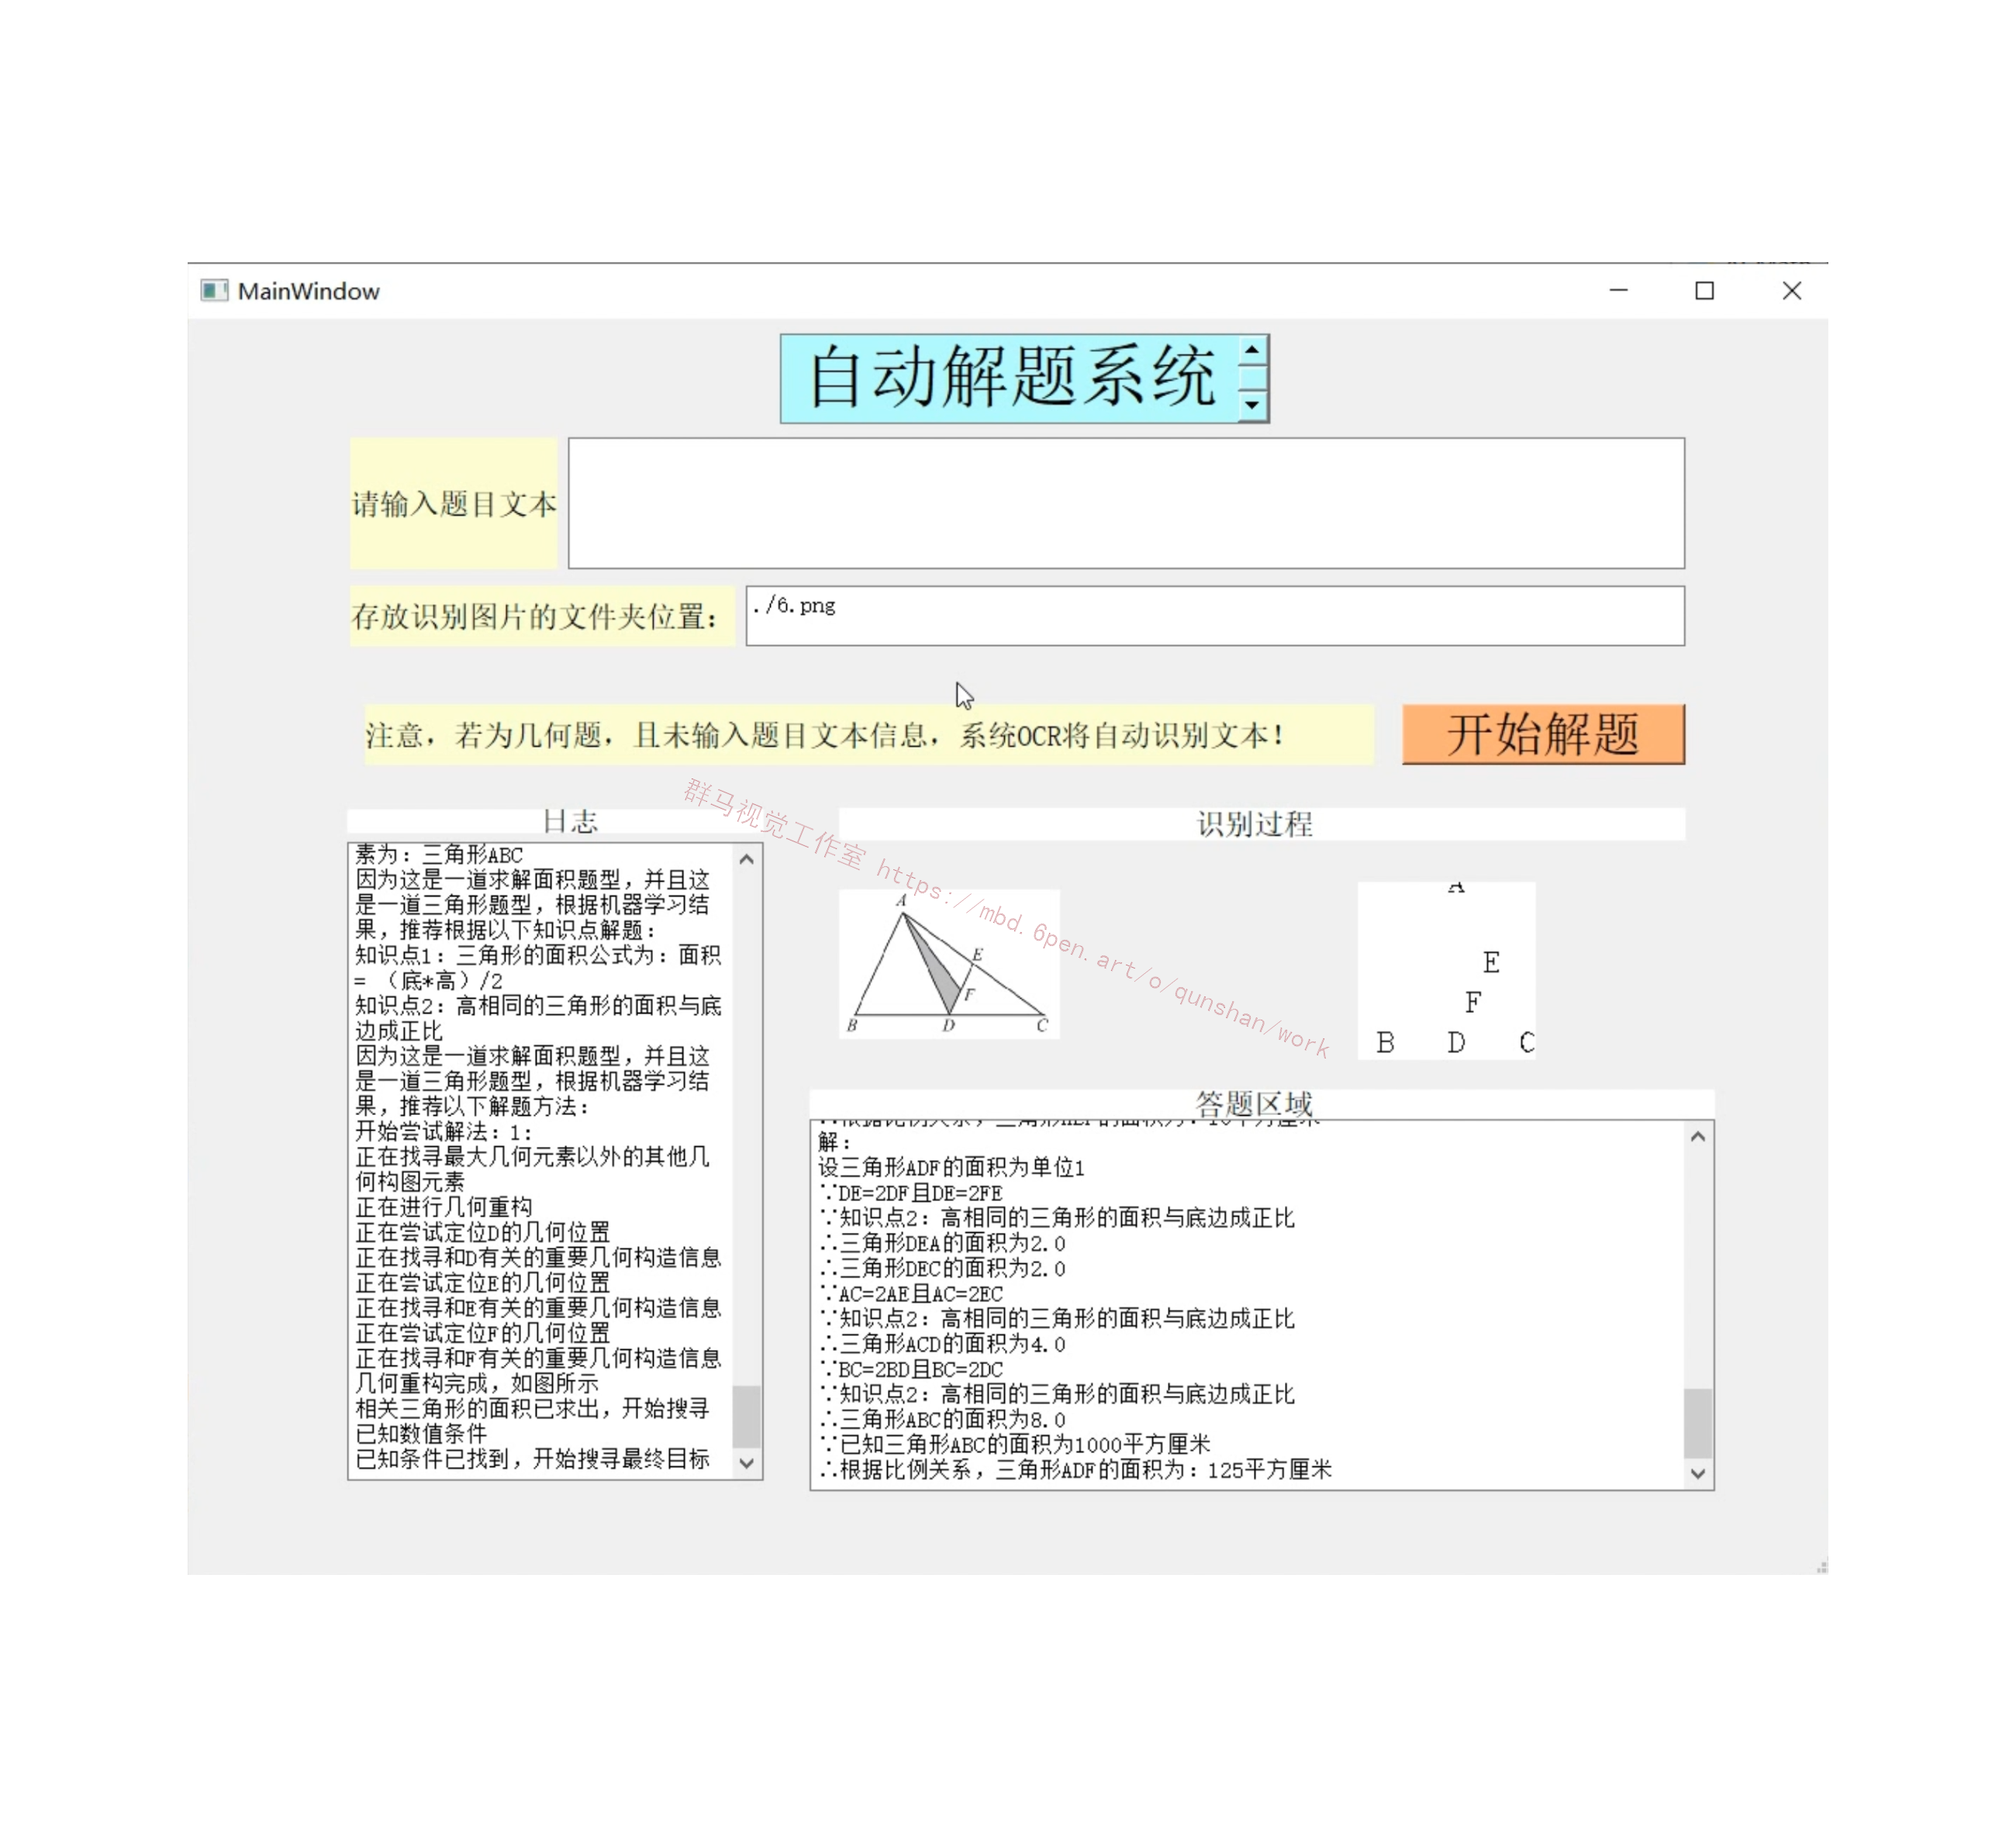 MainWindow
自动解题系统
请输入题目文本
存放识别图片的文件夹位置：
./6.png
注意，若为几何题，且未输入题目文本信息，系统OCR将自动识别文本！
开始解题
群马视觉工作室 https://mbd.6pen.art/o/qunshan/work
日志
素为：三角形ABC
因为这是一道求解面积题型，并且这
是一道三角形题型，根据机器学习结
果，推荐根据以下知识点解题：
知识点1：三角形的面积公式为：面积
= （底*高）/2
知识点2：高相同的三角形的面积与底
边成正比
因为这是一道求解面积题型，并且这
是一道三角形题型，根据机器学习结
果，推荐以下解题方法：
开始尝试解法：1：
正在找寻最大几何元素以外的其他几
何构图元素
正在进行几何重构
正在尝试定位D的几何位置
正在找寻和D有关的重要几何构造信息
正在尝试定位E的几何位置
正在找寻和E有关的重要几何构造信息
正在尝试定位F的几何位置
正在找寻和F有关的重要几何构造信息
几何重构完成，如图所示
相关三角形的面积已求出，开始搜寻
已知数值条件
已知条件已找到，开始搜寻最终目标
识别过程
A
E
F
B D C
A
E
F
B D C
答题区域
解：
设三角形ADF的面积为单位1
∵DE=2DF且DE=2FE
∵知识点2：高相同的三角形的面积与底边成正比
∴三角形DEA的面积为2.0
∴三角形DEC的面积为2.0
∵AC=2AE且AC=2EC
∵知识点2：高相同的三角形的面积与底边成正比
∴三角形ACD的面积为4.0
∵BC=2BD且BC=2DC
∵知识点2：高相同的三角形的面积与底边成正比
∴三角形ABC的面积为8.0
∵已知三角形ABC的面积为1000平方厘米
∴根据比例关系，三角形ADF的面积为：125平方厘米